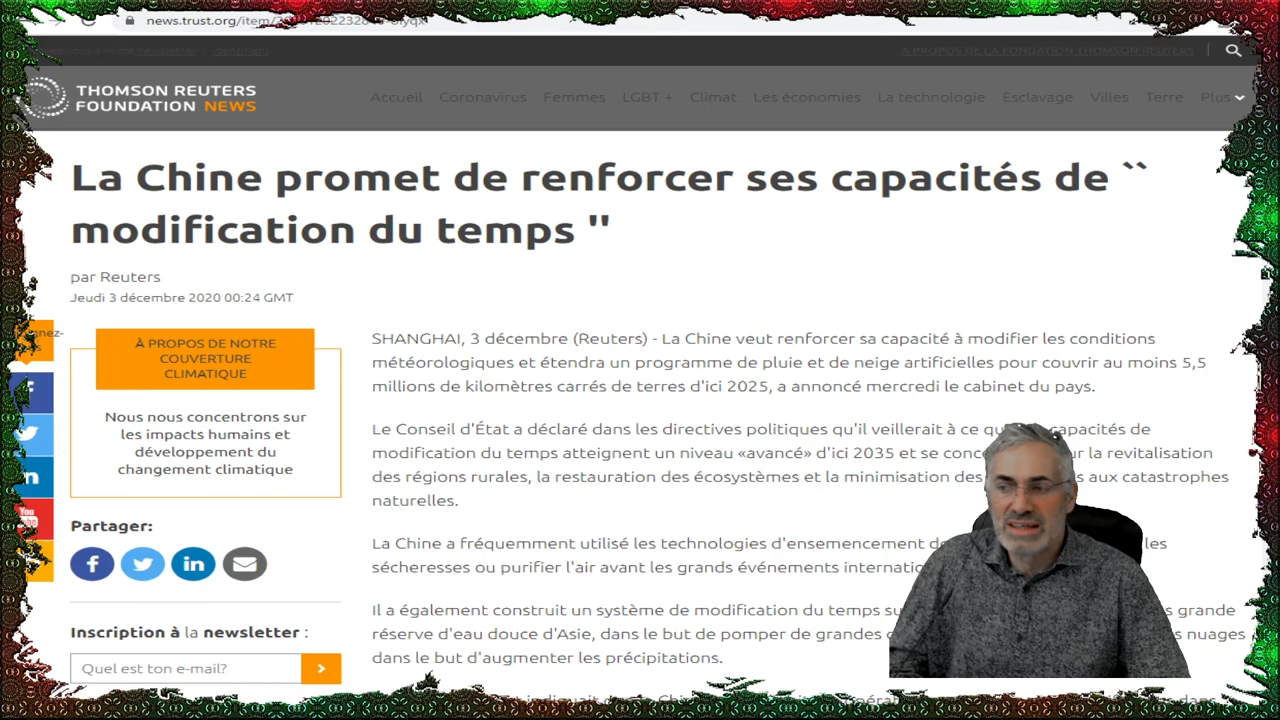 news.trust.org/item/
À PROPOS DE LA FONDATION THOMSON REUTERS
THOMSON REUTERS
FOUNDATION NEWS
Accueil Coronavirus Femmes LGBT + Climat Les économies La technologie Esclavage Villes Terre Plus
La Chine promet de renforcer ses capacités de ``
modification du temps ''
par Reuters
Jeudi 3 décembre 2020 00:24 GMT
À PROPOS DE NOTRE
COUVERTURE
CLIMATIQUE
Nous nous concentrons sur
les impacts humains et
développement du
changement climatique
Partager:
Inscription à la newsletter :
Quel est ton e-mail?
SHANGHAI, 3 décembre (Reuters) - La Chine veut renforcer sa capacité à modifier les conditions
météorologiques et étendra un programme de pluie et de neige artificielles pour couvrir au moins 5,5
millions de kilomètres carrés de terres d'ici 2025, a annoncé mercredi le cabinet du pays.
Le Conseil d'État a déclaré dans les directives politiques qu'il veillerait à ce capacités de
modification du temps atteignent un niveau «avancé» d'ici 2035 et se la revitalisation
des régions rurales, la restauration des écosystèmes et la minimisation des aux catastrophes
naturelles.
La Chine a fréquemment utilisé les technologies d'ensemencement les
sécheresses ou purifier l'air avant les grands événements
Il a également construit un système de modification du temps grande
réserve d'eau douce d'Asie, dans le but de pomper de grandes nuages
dans le but d'augmenter les précipitations.